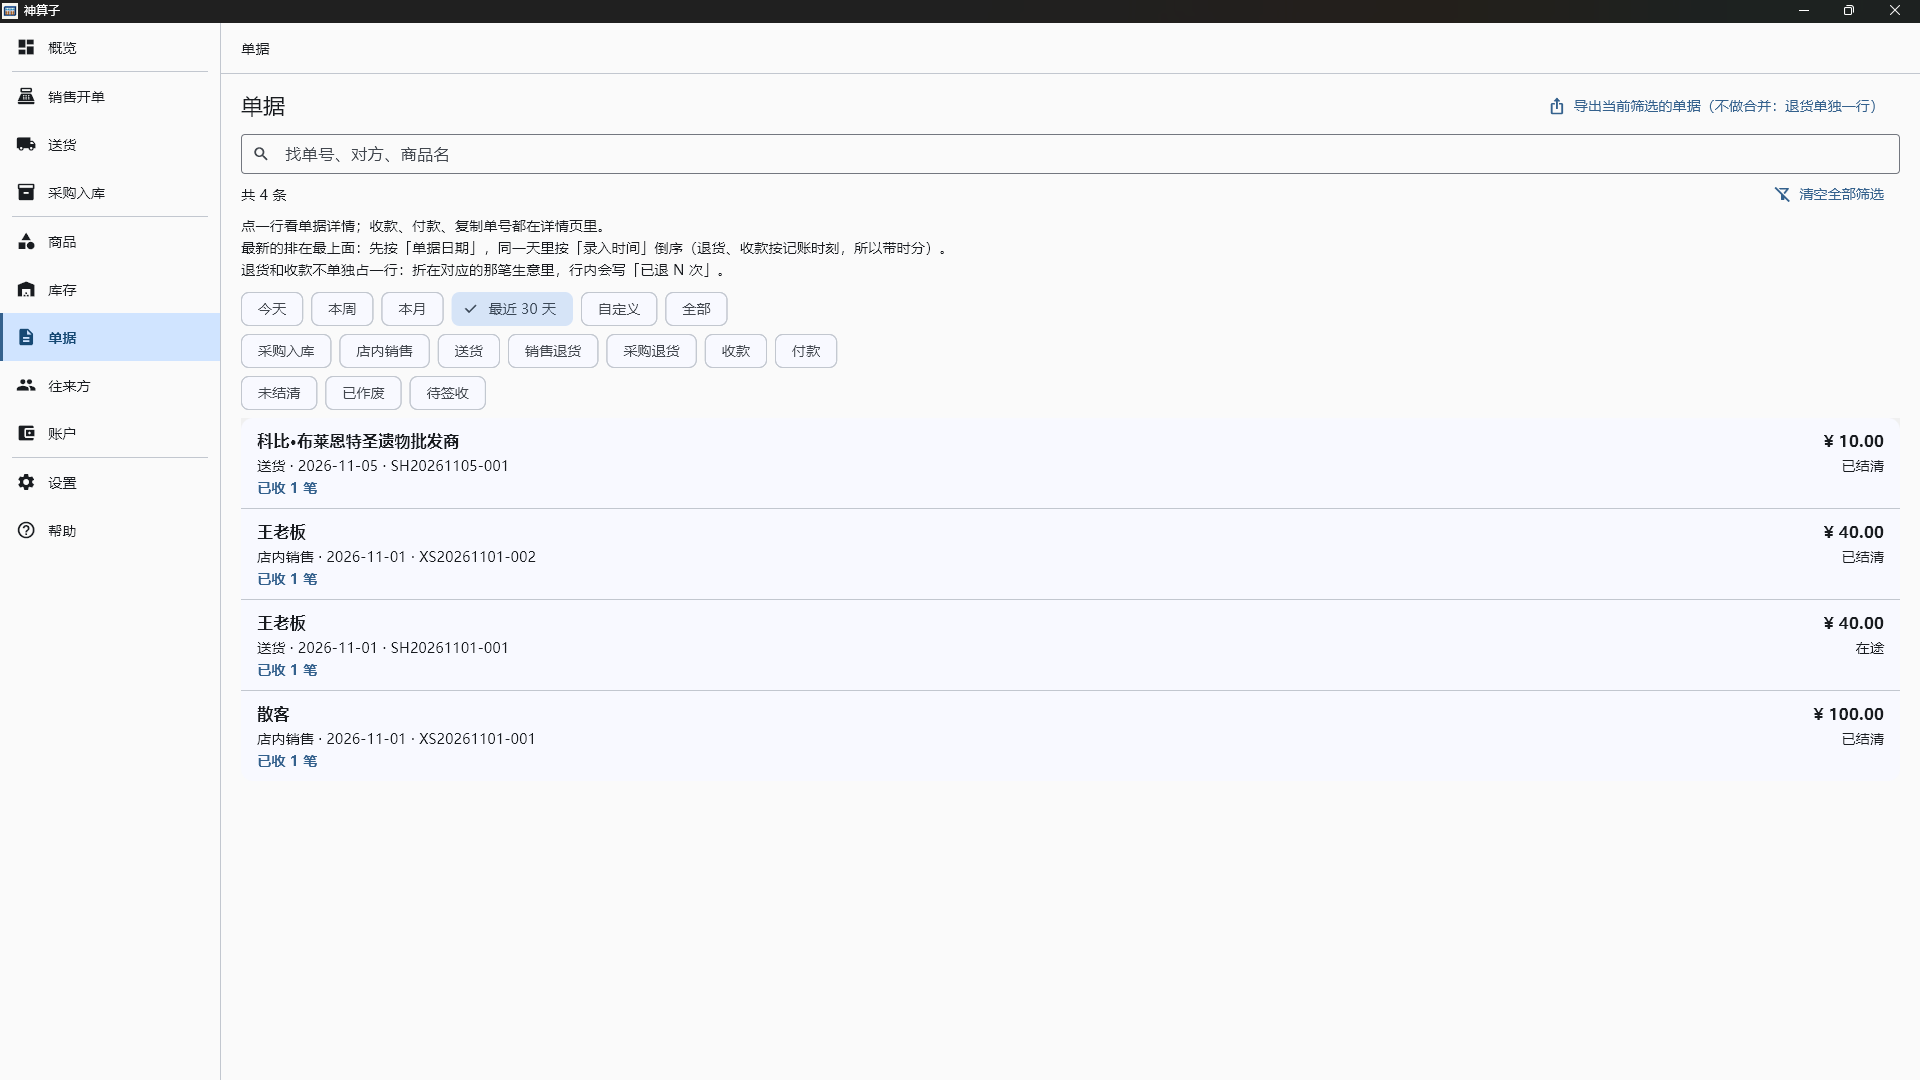 神算子
概览
销售开单
送货
采购入库
商品
库存
单据
往来方
账户
设置
帮助
单据
单据
导出当前筛选的单据（不做合并：退货单独一行）
找单号、对方、商品名
共 4 条
清空全部筛选
点一行看单据详情；收款、付款、复制单号都在详情页里。
最新的排在最上面：先按「单据日期」，同一天里按「录入时间」倒序（退货、收款按记账时刻，所以带时分）。
退货和收款不单独占一行：折在对应的那笔生意里，行内会写「已退 N 次」。
今天 本周 本月 最近 30 天 自定义 全部
采购入库 店内销售 送货 销售退货 采购退货 收款 付款
未结清 已作废 待签收
科比•布莱恩特圣遗物批发商 ¥ 10.00
送货 · 2026-11-05 · SH20261105-001 已结清
已收 1 笔
王老板 ¥ 40.00
店内销售 · 2026-11-01 · XS20261101-002 已结清
已收 1 笔
王老板 ¥ 40.00
送货 · 2026-11-01 · SH20261101-001 在途
已收 1 笔
散客 ¥ 100.00
店内销售 · 2026-11-01 · XS20261101-001 已结清
已收 1 笔